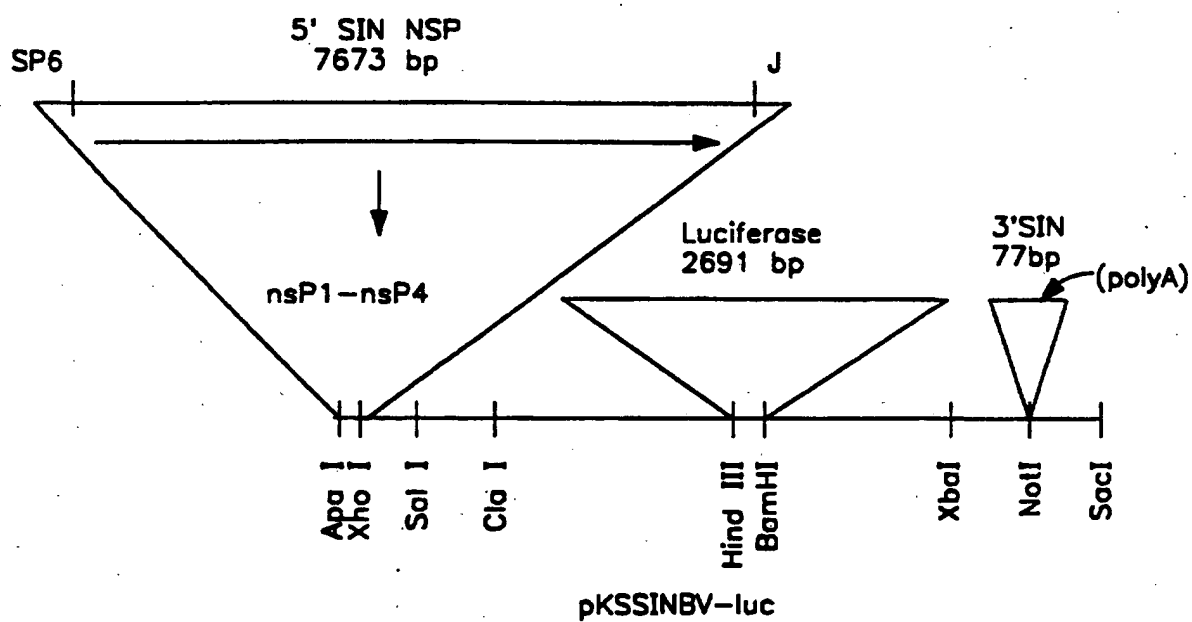 5' SIN NSP
7673 bp
SP6
J
nsP1-nsP4
Luciferase
2691 bp
3'SIN
77bp
(polyA)
Apa I
Xho I
Sal I
Cla I
Hind III
BamHI
XbaI
NotI
SacI
pKSSINBV-luc